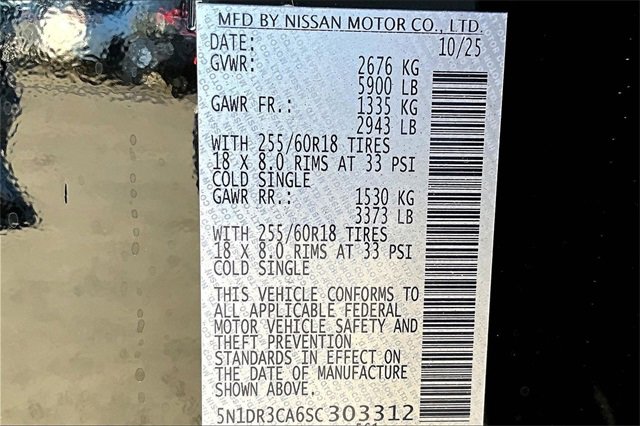 MFD BY NISSAN MOTOR CO., LTD.
DATE: 10/25
GVWR: 2676 KG
5900 LB
GAWR FR.: 1335 KG
2943 LB
WITH 255/60R18 TIRES
18 X 8.0 RIMS AT 33 PSI
COLD SINGLE
GAWR RR.: 1530 KG
3373 LB
WITH 255/60R18 TIRES
18 X 8.0 RIMS AT 33 PSI
COLD SINGLE
THIS VEHICLE CONFORMS TO
ALL APPLICABLE FEDERAL
MOTOR VEHICLE SAFETY AND
THEFT PREVENTION
STANDARDS IN EFFECT ON
THE DATE OF MANUFACTURE
SHOWN ABOVE.
5N1DR3CA6SC303312